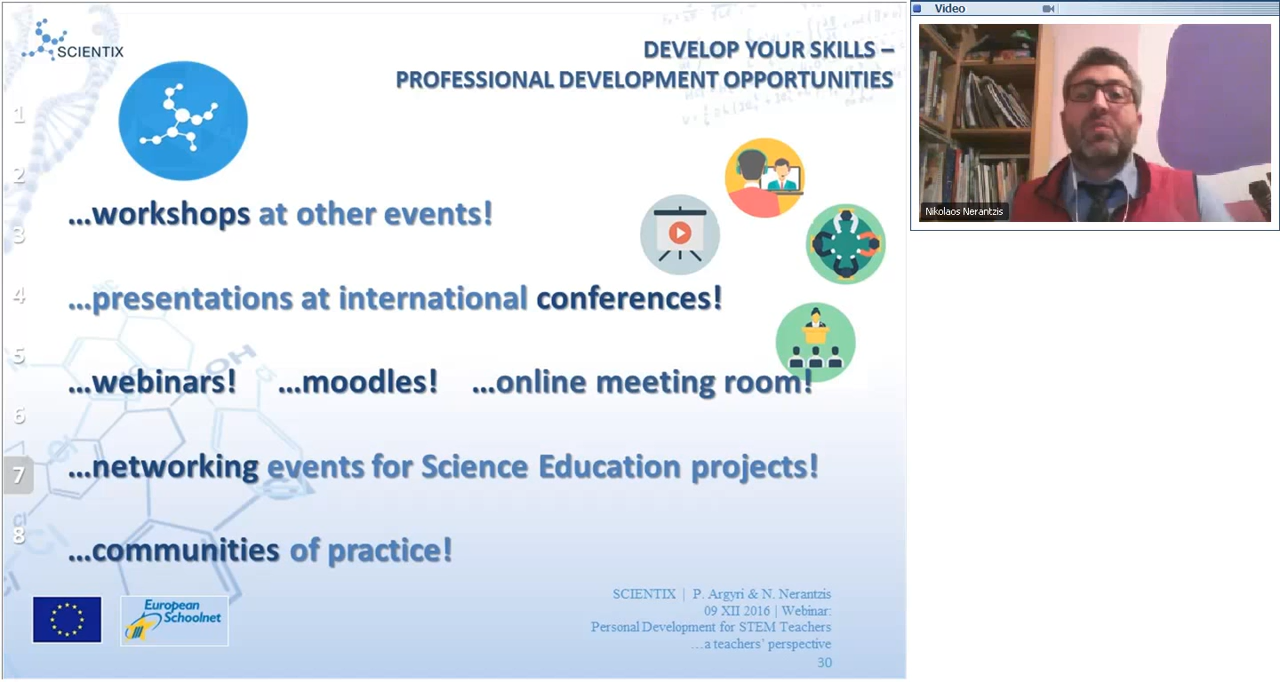 SCIENTIX
DEVELOP YOUR SKILLS –
PROFESSIONAL DEVELOPMENT OPPORTUNITIES
Video
Nikolaos Nerantzis
1
2
3
4
5
6
7
8
...workshops at other events!
...presentations at international conferences!
...webinars! ...moodles! ...online meeting room!
...networking events for Science Education projects!
...communities of practice!
European
Schoolnet
SCIENTIX | P. Argyri & N. Nerantzis
09 XII 2016 | Webinar:
Personal Development for STEM Teachers
…a teachers’ perspective
30